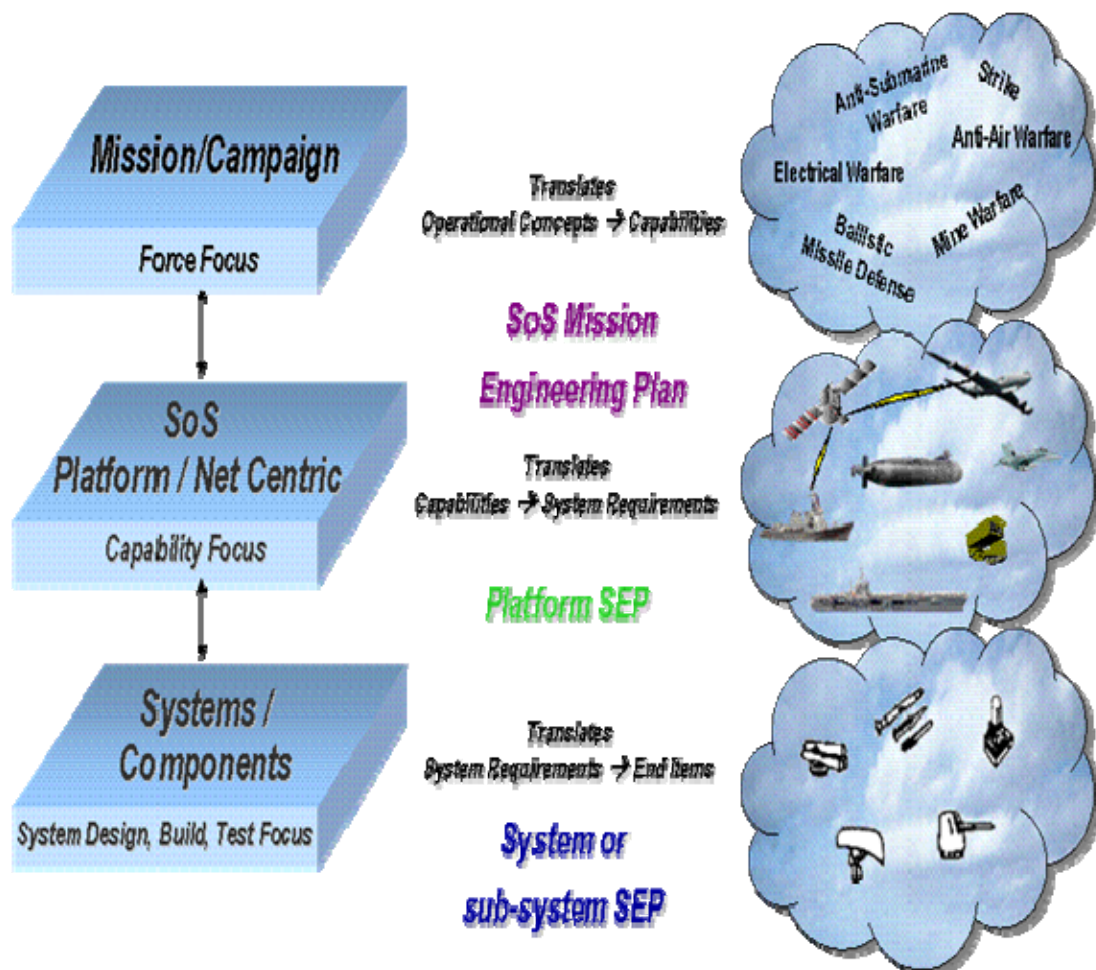 Mission/Campaign
Force Focus
SoS
Platform / Net Centric
Capability Focus
Systems /
Components
System Design, Build, Test Focus
Translates
Operational Concepts → Capabilities
SoS Mission
Engineering Plan
Translates
Capabilities → System Requirements
Platform SEP
Translates
System Requirements → End Items
System or
sub-system SEP
Anti-Submarine
Warfare
Strike
Anti-Air Warfare
Electrical Warfare
Ballistic
Missile Defense
Mine Warfare